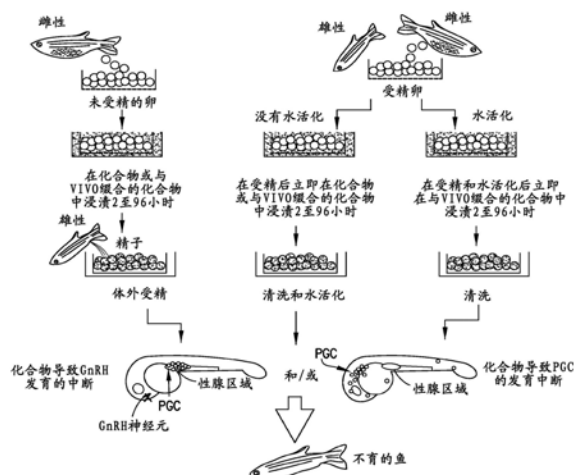 雌性
未受精的卵
在化合物或与
VIVO缀合的化合物
中浸渍2至96小时
雄性
精子
体外受精
雄性
雌性
受精卵
没有水活化
水活化
在受精后立即在化合物
或与VIVO缀合的化合物
中浸渍2至96小时
在受精和水活化后立即
在与VIVO缀合的化合物中
浸渍2至96小时
清洗和水活化
清洗
化合物导致GnRH
发育的中断
PGC
性腺区域
GnRH神经元
和/或
PGC
性腺区域
化合物导致PGC
的发育中断
不育的鱼